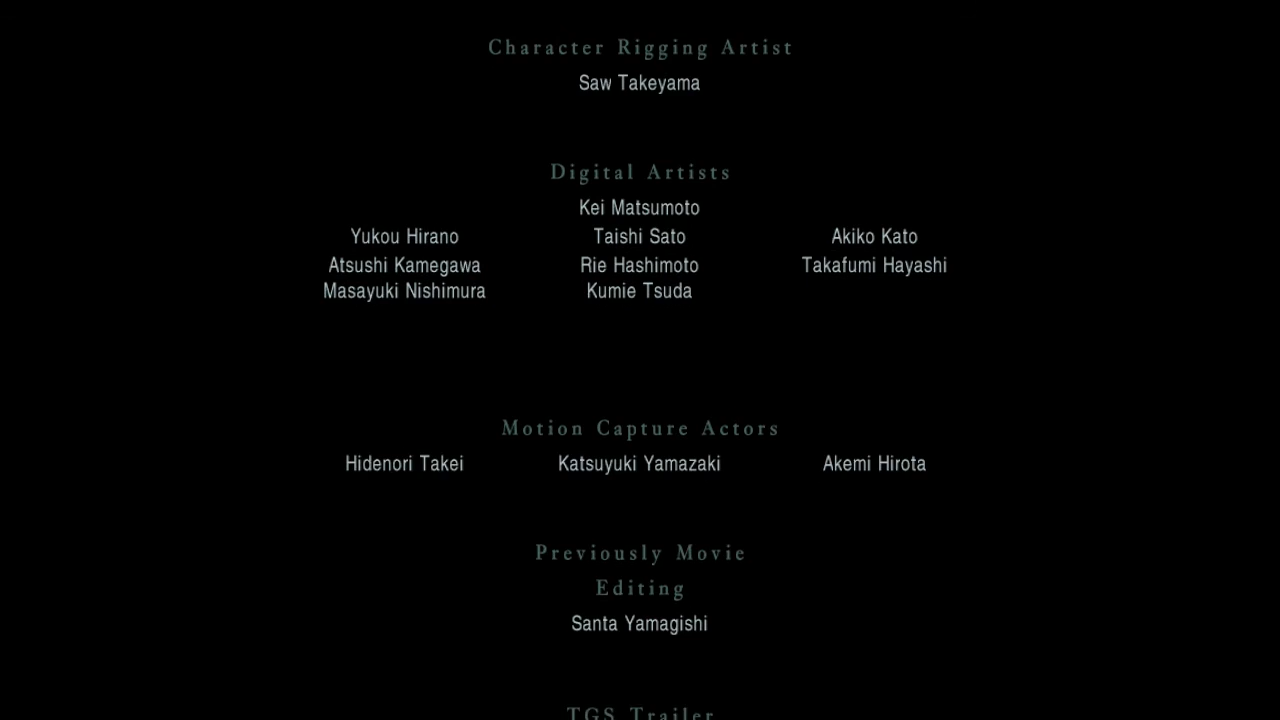 Character Rigging Artist
Saw Takeyama
Digital Artists
Kei Matsumoto
Yukou Hirano Taishi Sato Akiko Kato
Atsushi Kamegawa Rie Hashimoto Takafumi Hayashi
Masayuki Nishimura Kumie Tsuda
Motion Capture Actors
Hidenori Takei Katsuyuki Yamazaki Akemi Hirota
Previously Movie
Editing
Santa Yamagishi
TGS Trailer